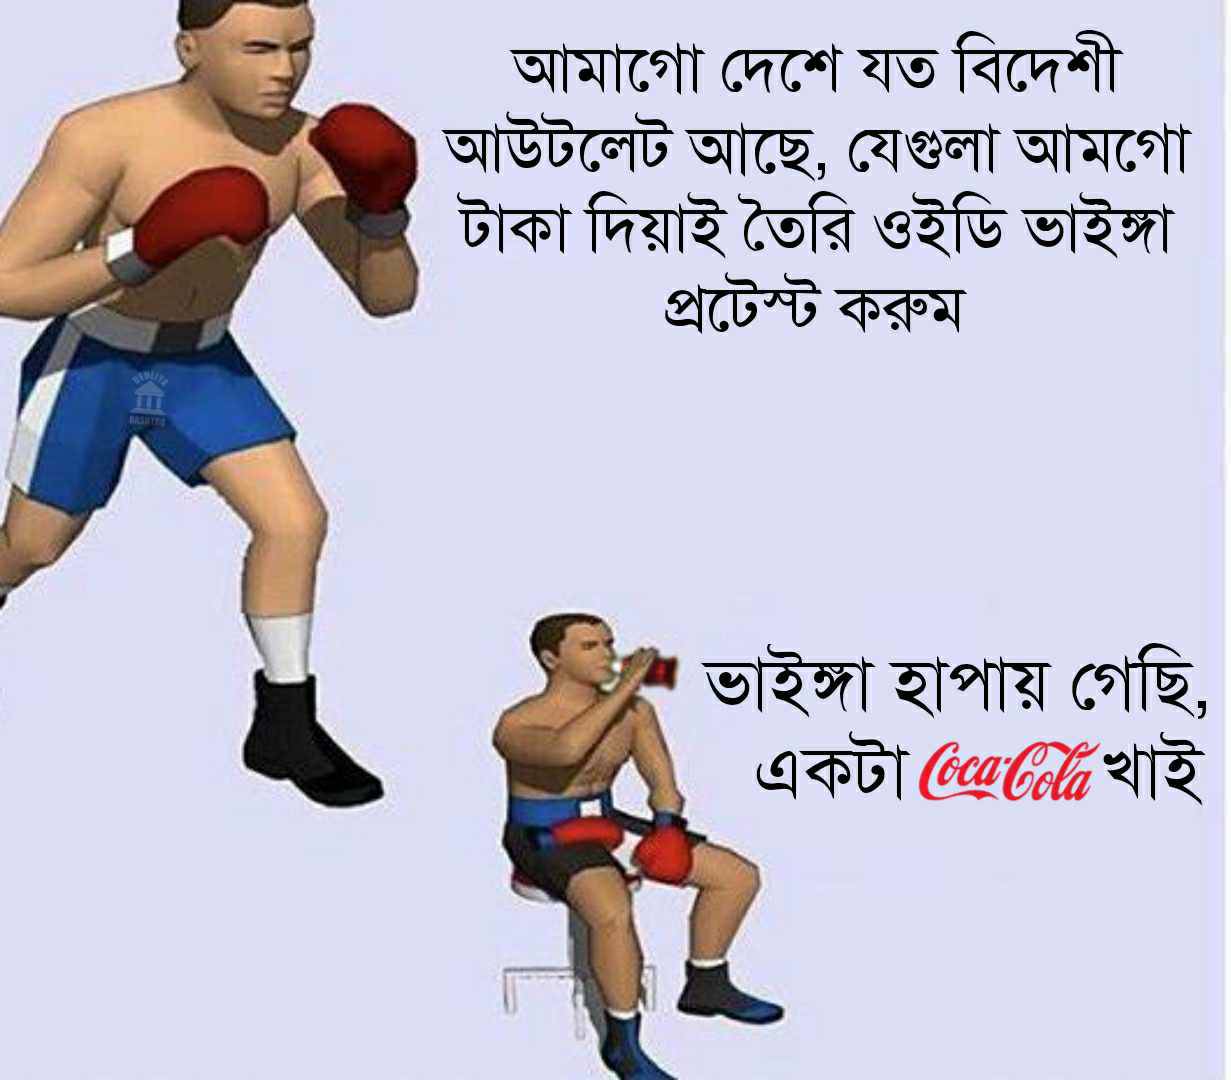 আমাগো দেশে যত বিদেশী
আউটলেট আছে, যেগুলা আমগো
টাকা দিয়াই তৈরি ওইডি ভাইঙ্গা
প্রটেস্ট করুম
ভাইঙ্গা হাপায় গেছি,
একটা Coca-Cola খাই